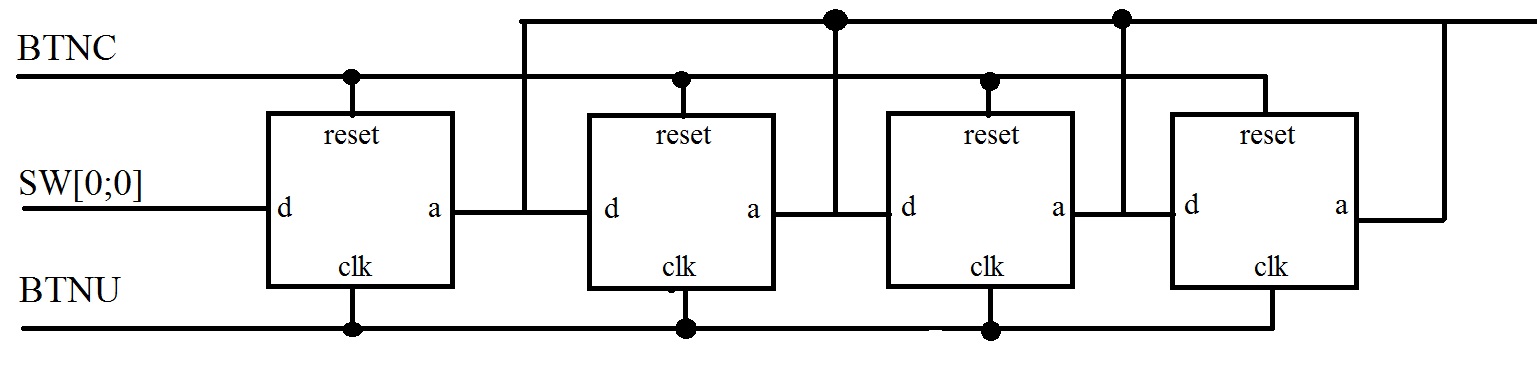 BTNC
reset reset reset reset
SW[0;0]
d a d a d a d a
clk clk clk clk
BTNU